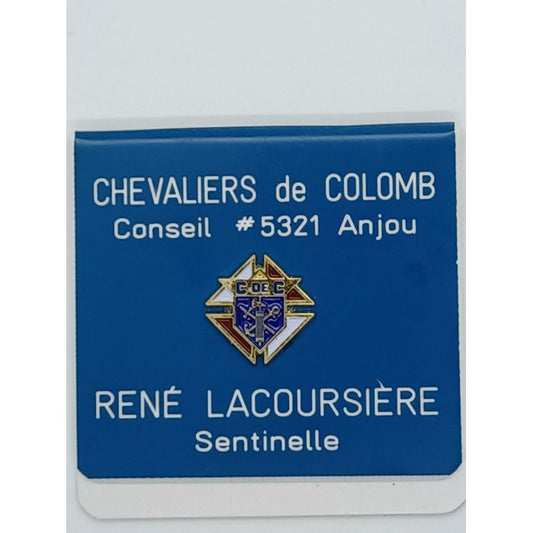 CHEVALIERS de COLOMB
Conseil #5321 Anjou
C DE C
RENÉ LACOURSIÈRE
Sentinelle